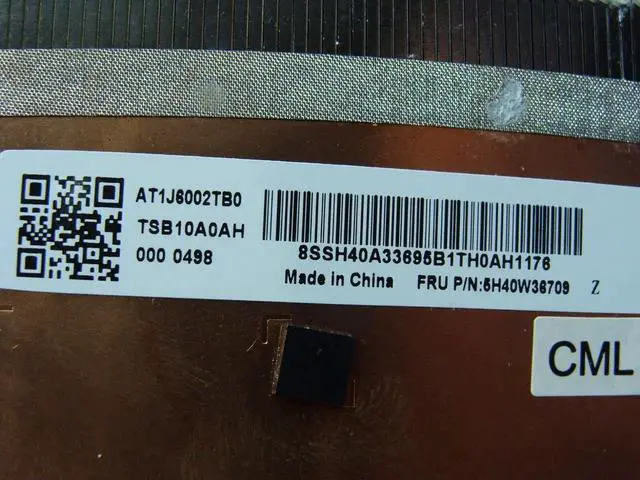 AT1J6002TB0
TSB10A0AH
000 0498
8SSH40A33695B1TH0AH1176
Made in China FRU P/N:5H40W36709 Z
CML